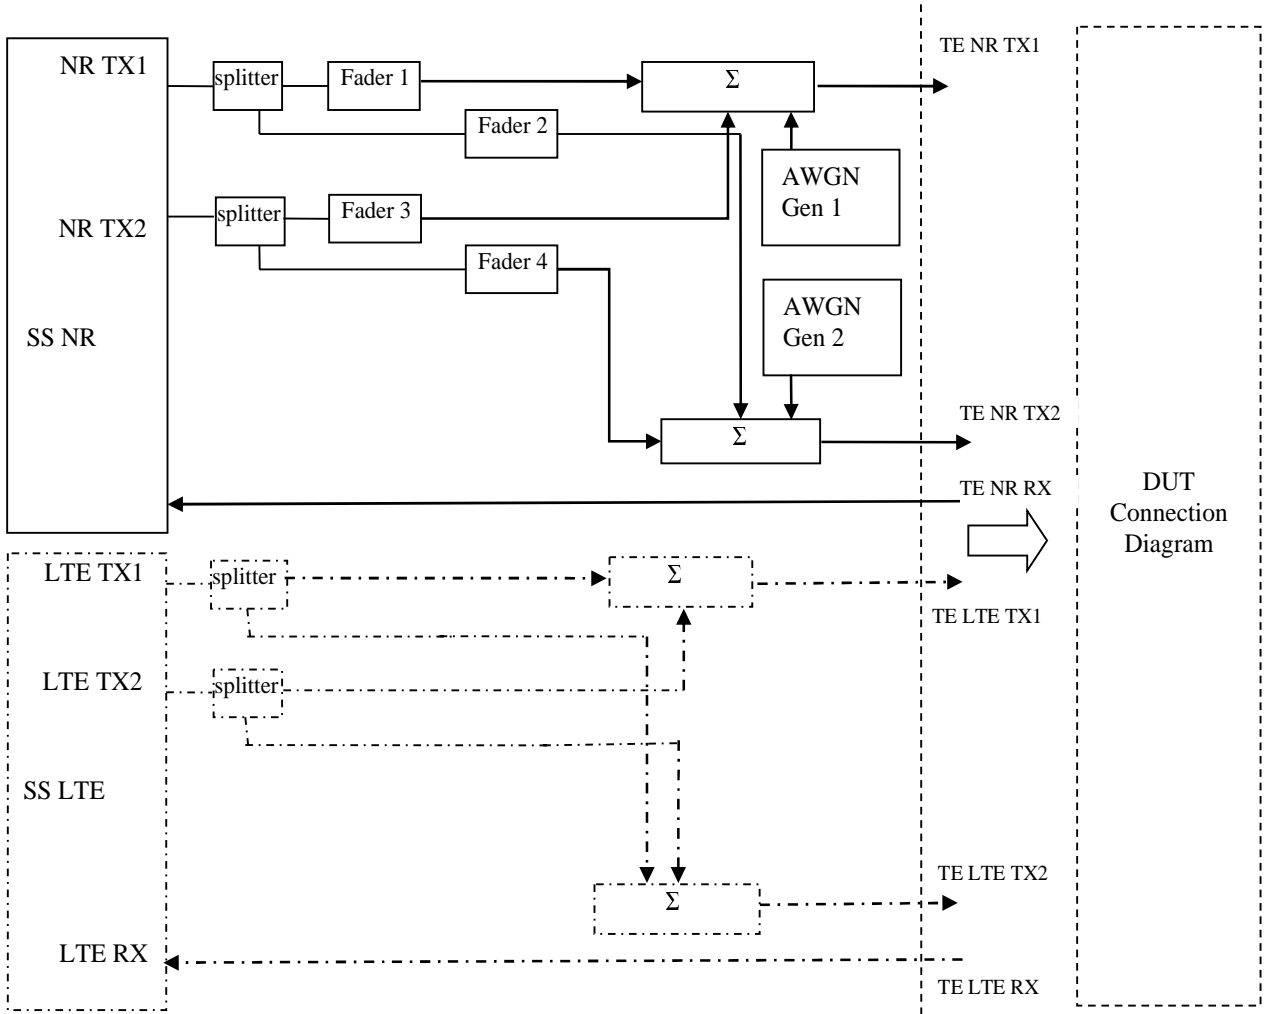 TE NR TX1
NR TX1
splitter
Fader 1
Σ
Fader 2
AWGN
Gen 1
NR TX2
splitter
Fader 3
Fader 4
AWGN
Gen 2
SS NR
TE NR TX2
Σ
TE NR RX
DUT
Connection
Diagram
LTE TX1
splitter
Σ
TE LTE TX1
LTE TX2
splitter
SS LTE
TE LTE TX2
Σ
LTE RX
TE LTE RX